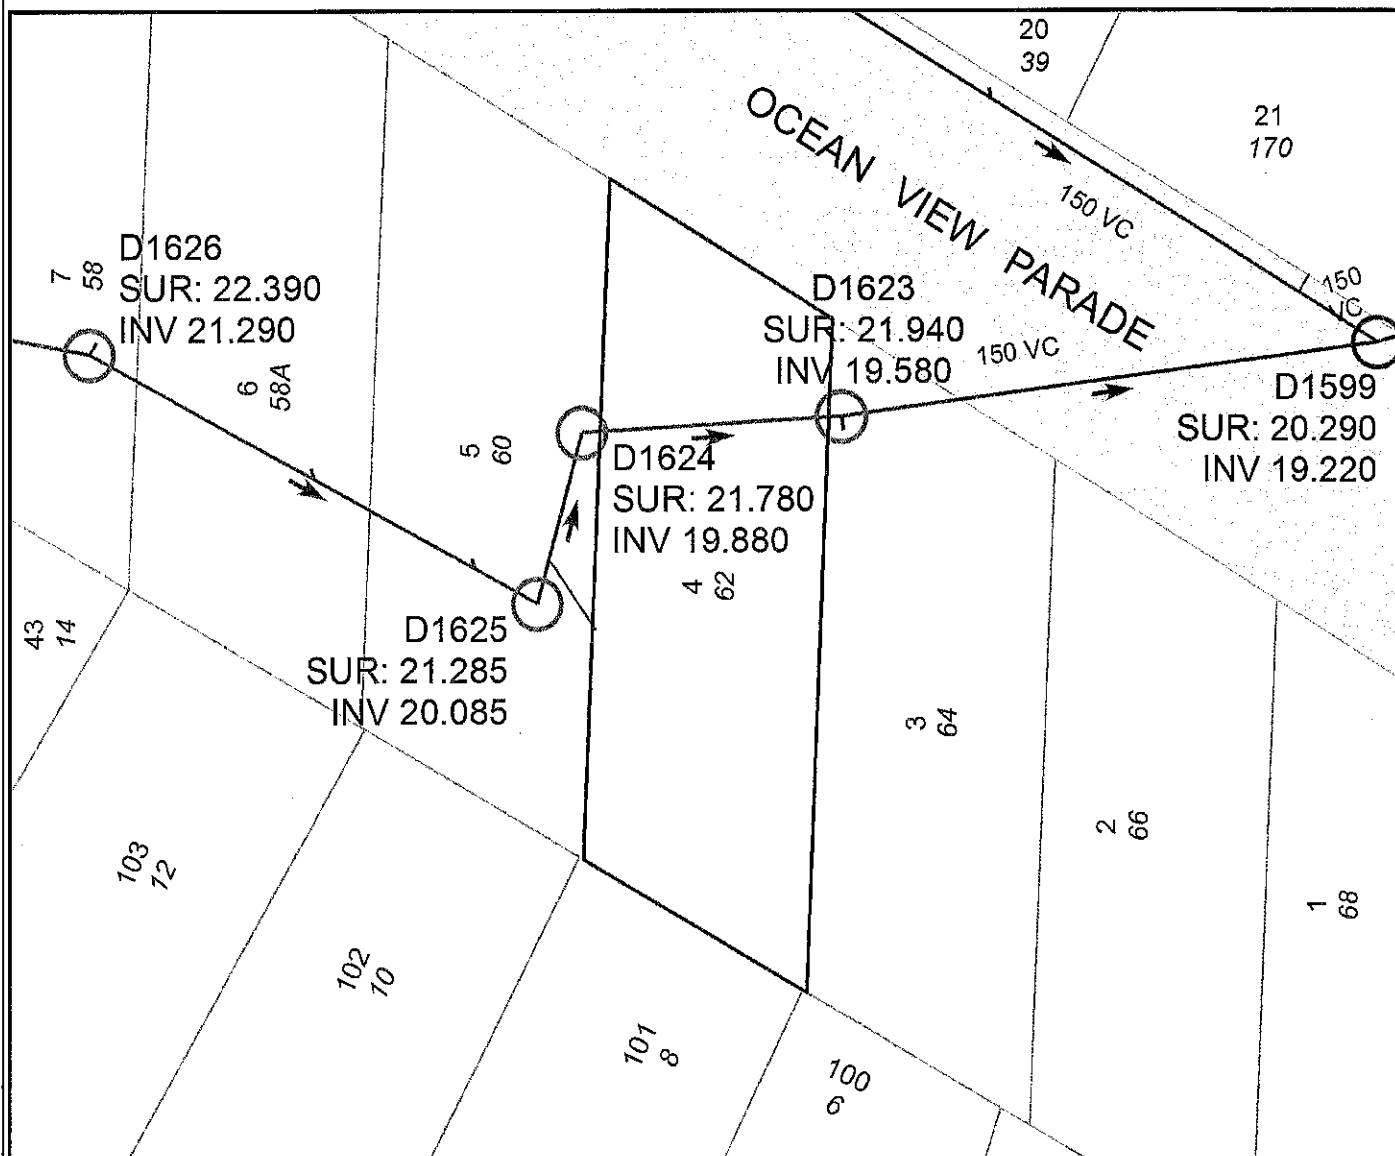 20
39
21
170
OCEAN VIEW PARADE
150 VC
150
VC
D1626
SUR: 22.390
INV 21.290
7
58
6
58A
5
60
D1623
SUR: 21.940
INV 19.580
150 VC
D1599
SUR: 20.290
INV 19.220
D1624
SUR: 21.780
INV 19.880
4
62
D1625
SUR: 21.285
INV 20.085
43
14
3
64
2
66
1
68
103
12
102
10
101
8
100
6